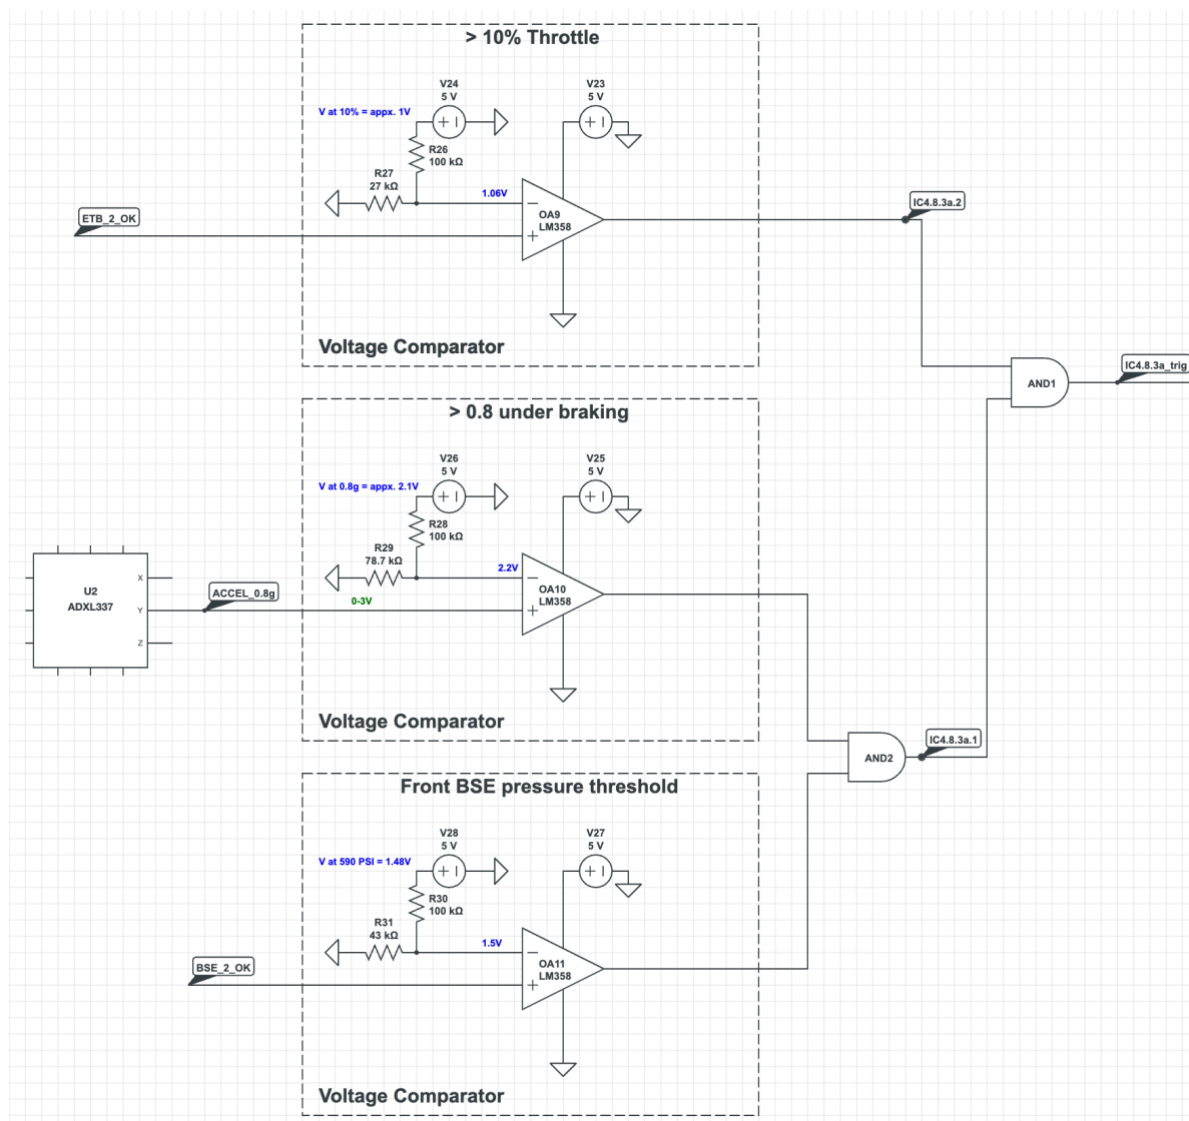 > 10% Throttle
V24
5 V
V23
5 V
V at 10% = appx. 1V
+ I
+ I
R26
100 kΩ
R27
27 kΩ
1.06V
−
OA9
LM358
+
ETB_2_OK
IC4.8.3a.2
Voltage Comparator
IC4.8.3a_trig
AND1
> 0.8 under braking
V26
5 V
V25
5 V
V at 0.8g = appx. 2.1V
+ I
+ I
R28
100 kΩ
R29
78.7 kΩ
2.2V
−
OA10
LM358
+
0-3V
U2
ADXL337
X
Y
Z
ACCEL_0.8g
Voltage Comparator
IC4.8.3a.1
AND2
Front BSE pressure threshold
V28
5 V
V27
5 V
V at 590 PSI = 1.48V
+ I
+ I
R30
100 kΩ
R31
43 kΩ
1.5V
−
OA11
LM358
+
BSE_2_OK
Voltage Comparator